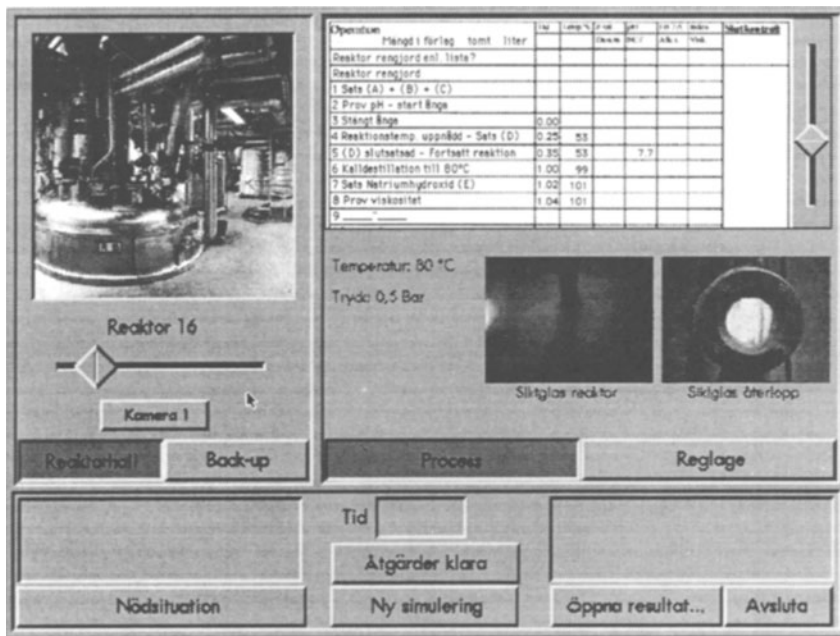 Operation
Mängd i förlag tomt liter
Reaktor rengjord enl. lista?
Reaktor rengjord
1 Sats (A) + (B) + (C)
2 Prov pH - start ånga
3 Stängt ånga 0.00
4 Reaktionstemp. uppnådd - Sats (D) 0.25 53
5 (D) slutsatsad - Fortsatt reaktion 0.35 53 7.7
6 Kalldestillation till 80°C 1.00 99
7 Sats Natriumhydroxid (E) 1.02 101
8 Prov viskositet 1.04 101
9
Reaktor 16
Kamera 1
Reaktorhall
Back-up
Temperatur: 80 °C
Tryck: 0,5 Bar
Siktglas reaktor
Siktglas återlopp
Process
Reglage
Tid
Åtgärder klara
Nödsituation
Ny simulering
Öppna resultat...
Avsluta